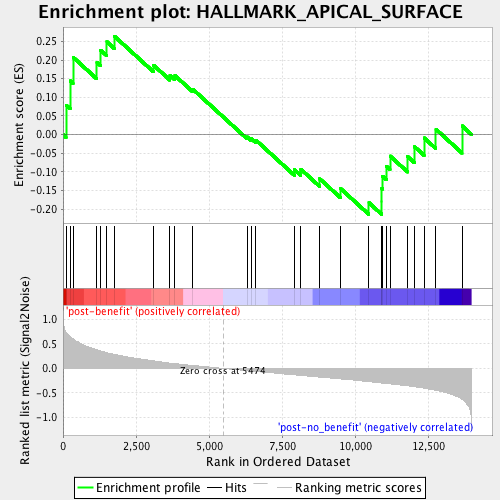 Enrichment plot: HALLMARK_APICAL_SURFACE
Enrichment score (ES)
0.25
0.20
0.15
0.10
0.05
0.00
-0.05
-0.10
-0.15
-0.20
'post-benefit' (positively correlated)
Ranked list metric (Signal2Noise)
1.0
0.5
0.0
-0.5
-1.0
Zero cross at 5474
'post-no_benefit' (negatively correlated)
0 2,500 5,000 7,500 10,000 12,500
Rank in Ordered Dataset
Enrichment profile Hits Ranking metric scores